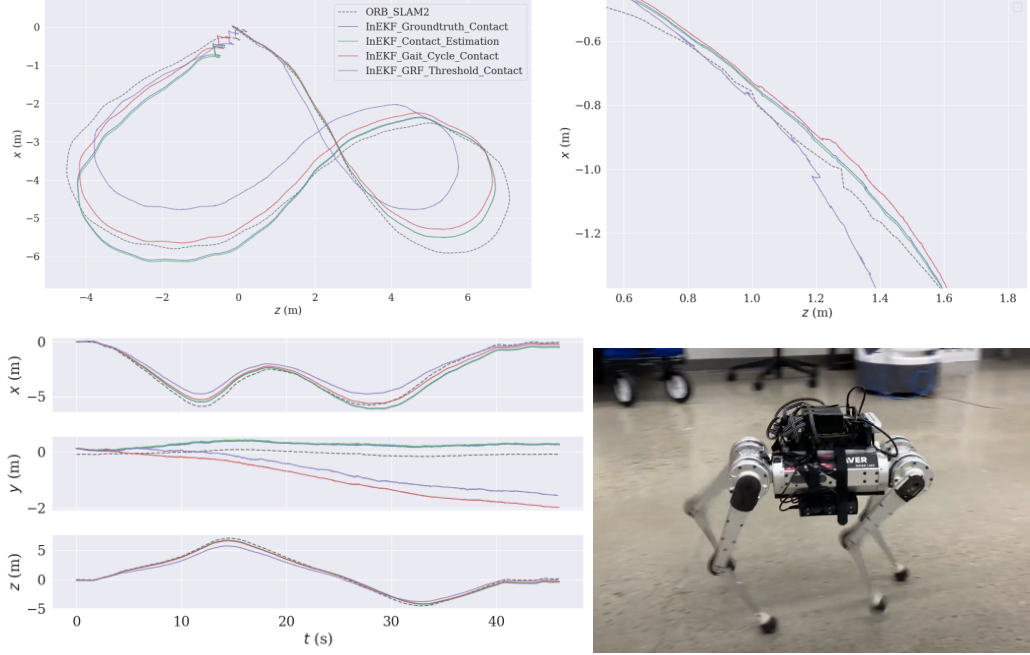 ORB_SLAM2
InEKF_Groundtruth_Contact
InEKF_Contact_Estimation
InEKF_Gait_Cycle_Contact
InEKF_GRF_Threshold_Contact
0
−1
−2
−3
−4
−5
−6
x (m)
−4 −2 0 2 4 6
z (m)
−0.6
−0.8
−1.0
−1.2
x (m)
0.6 0.8 1.0 1.2 1.4 1.6 1.8
z (m)
0
−5
x (m)
0
−2
y (m)
5
0
−5
z (m)
0 10 20 30 40
t (s)